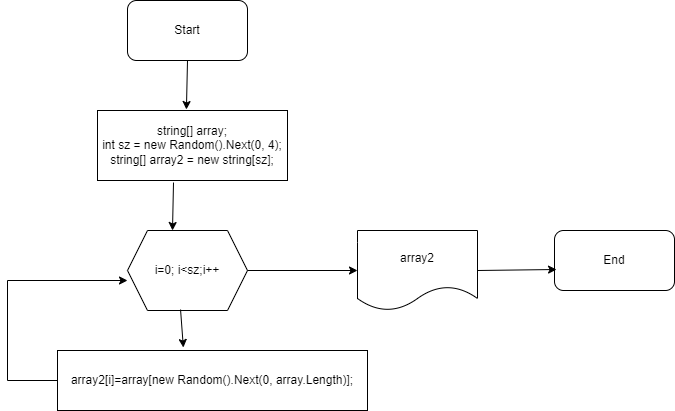 Start
string[] array;
int sz = new Random().Next(0, 4);
string[] array2 = new string[sz];
i=0; i<sz;i++
array2
End
array2[i]=array[new Random().Next(0, array.Length)];